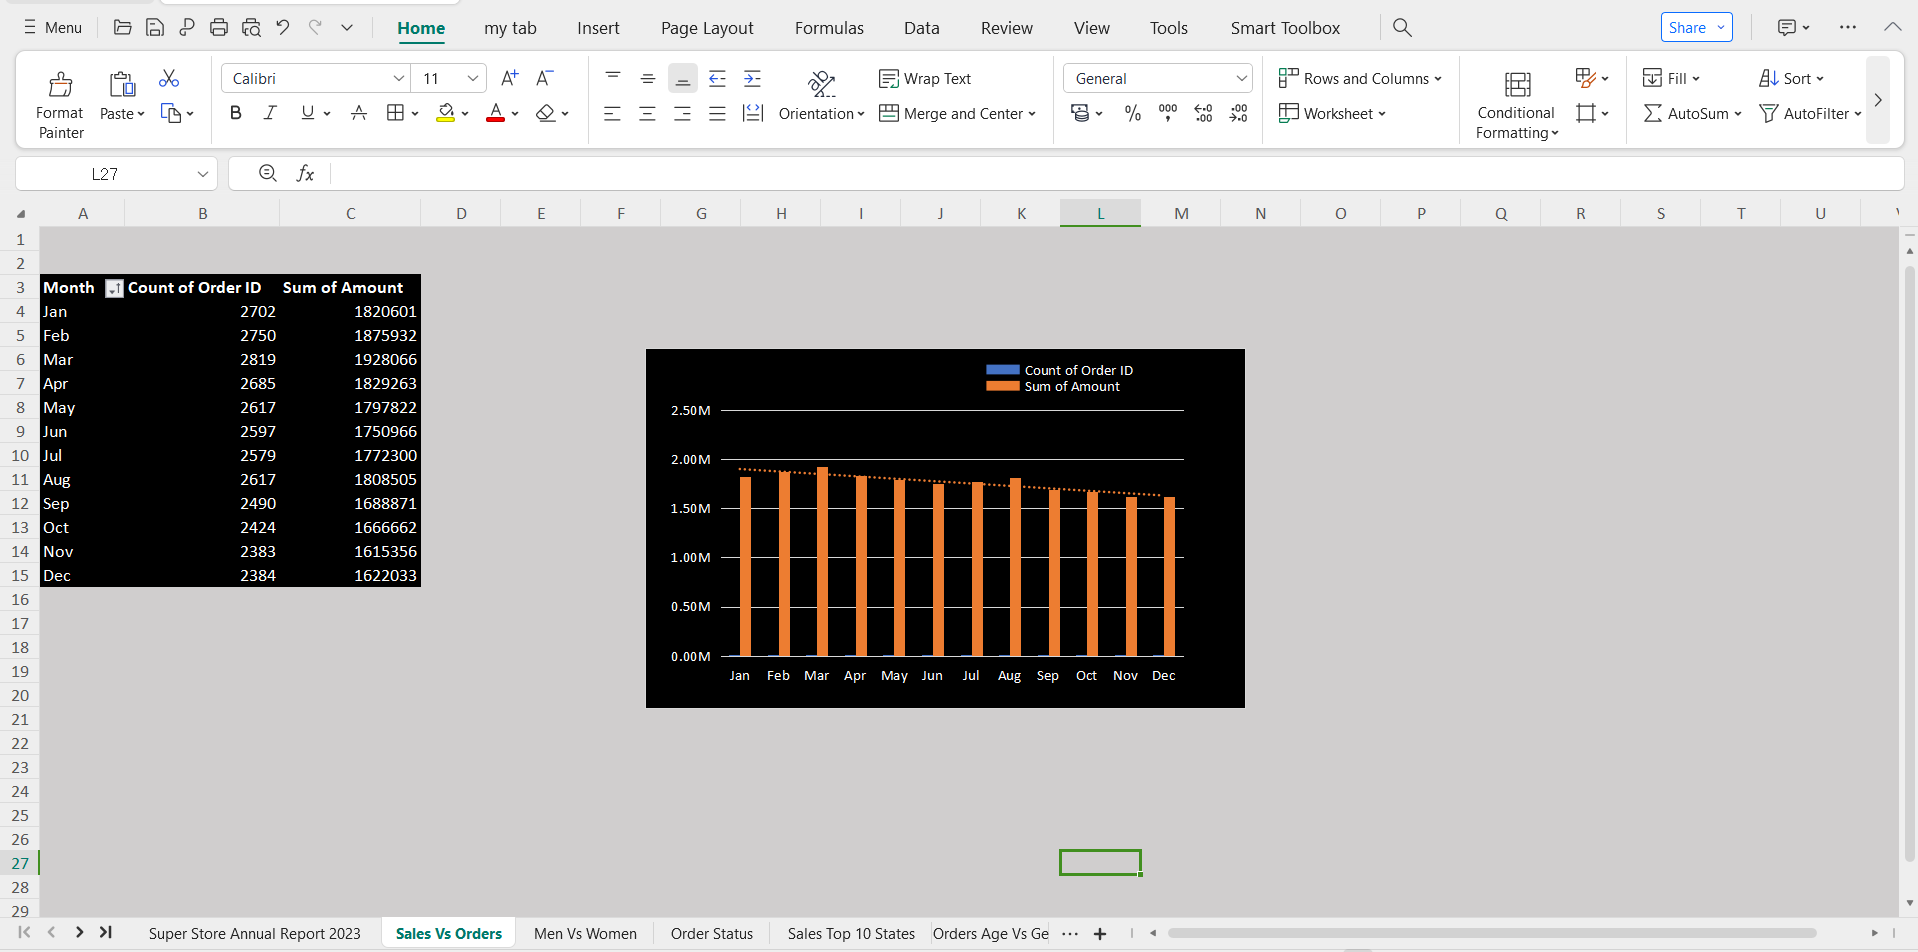 Menu
Home my tab Insert Page Layout Formulas Data Review View Tools Smart Toolbox
Share
Format Painter
Paste
Calibri 11
General
Wrap Text
Orientation
Merge and Center
Rows and Columns
Worksheet
Conditional Formatting
Fill
Sort
AutoSum
AutoFilter
L27
fx
A B C D E F G H I J K L M N O P Q R S T U
1
2
3 Month Count of Order ID Sum of Amount
4 Jan 2702 1820601
5 Feb 2750 1875932
6 Mar 2819 1928066
7 Apr 2685 1829263
8 May 2617 1797822
9 Jun 2597 1750966
10 Jul 2579 1772300
11 Aug 2617 1808505
12 Sep 2490 1688871
13 Oct 2424 1666662
14 Nov 2383 1615356
15 Dec 2384 1622033
16
17
18
19
20
21
22
23
24
25
26
27
28
29
Count of Order ID
Sum of Amount
2.50M
2.00M
1.50M
1.00M
0.50M
0.00M
Jan Feb Mar Apr May Jun Jul Aug Sep Oct Nov Dec
Super Store Annual Report 2023 Sales Vs Orders Men Vs Women Order Status Sales Top 10 States Orders Age Vs Ge